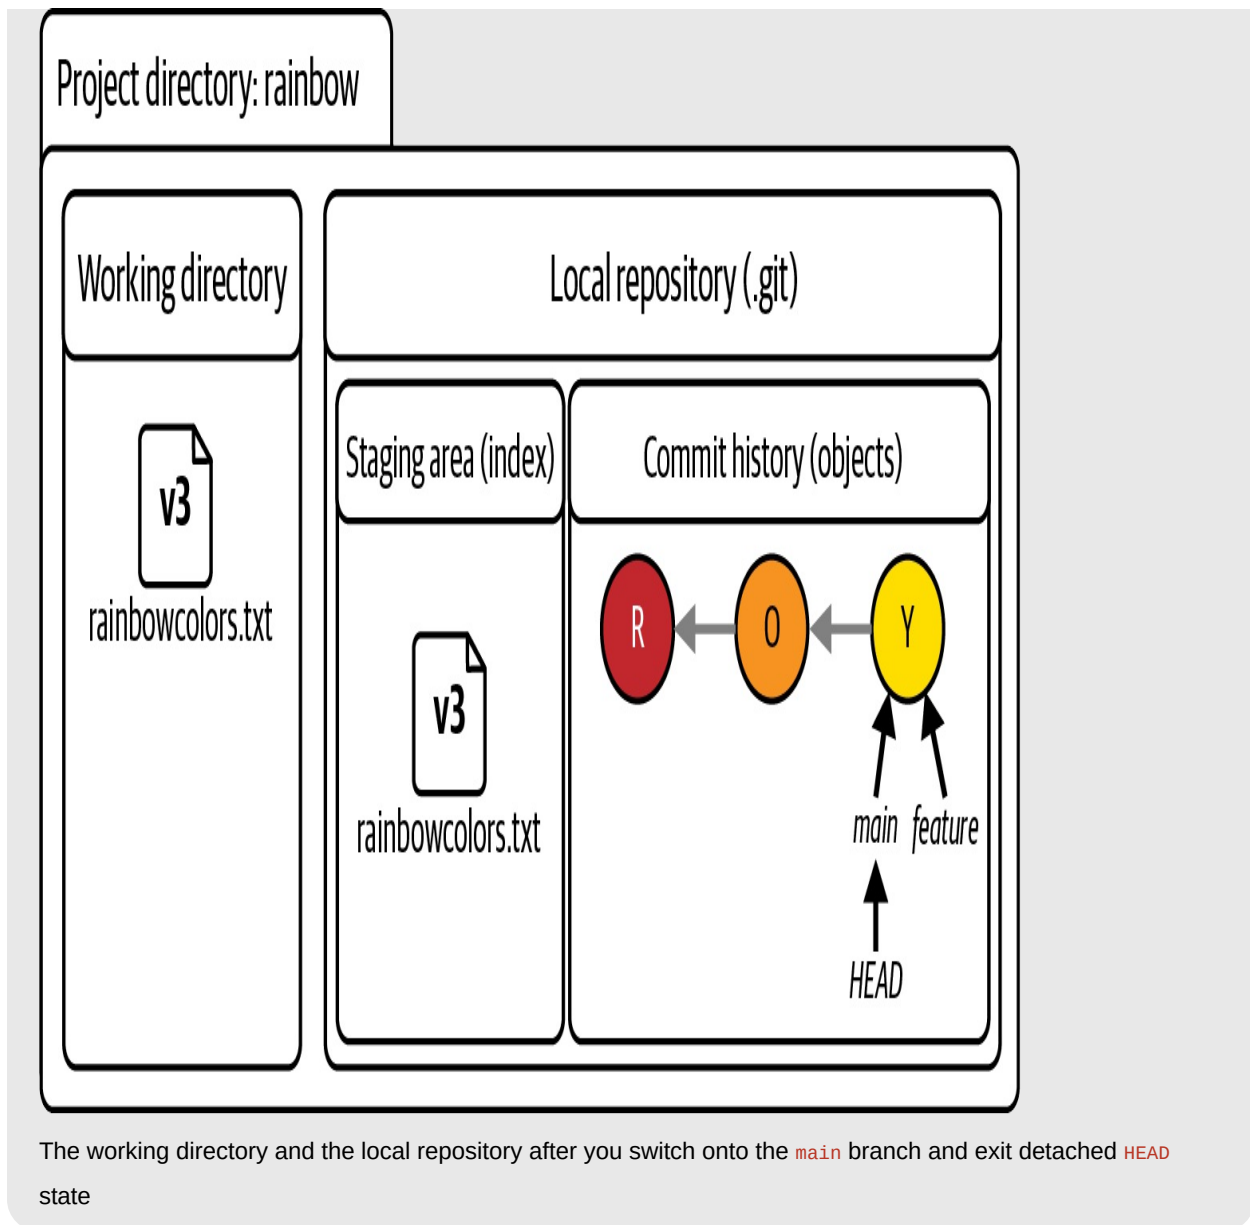 Project directory: rainbow
Working directory
Local repository (.git)
Staging area (index)
Commit history (objects)
v3
rainbowcolors.txt
v3
rainbowcolors.txt
R
O
Y
main
feature
HEAD
The working directory and the local repository after you switch onto the main branch and exit detached HEAD
state